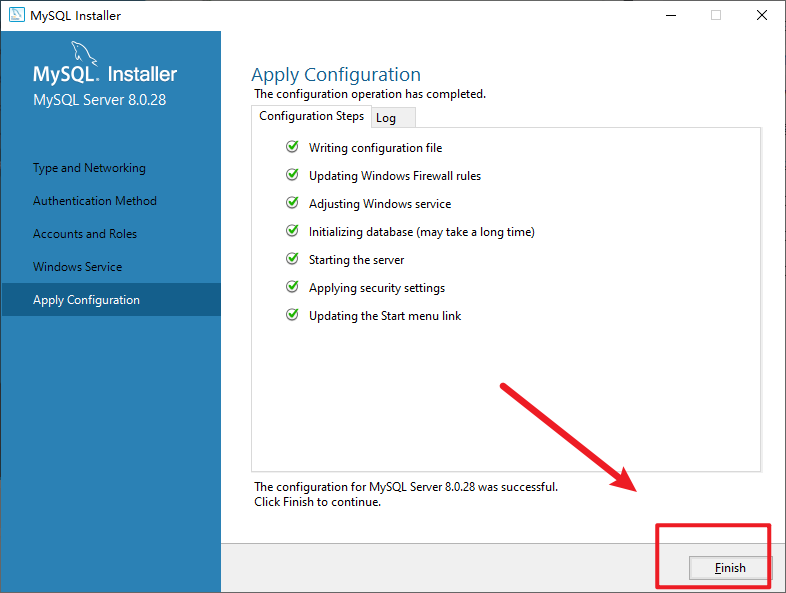 MySQL Installer
MySQL. Installer
MySQL Server 8.0.28
Type and Networking
Authentication Method
Accounts and Roles
Windows Service
Apply Configuration
Apply Configuration
The configuration operation has completed.
Configuration Steps Log
Writing configuration file
Updating Windows Firewall rules
Adjusting Windows service
Initializing database (may take a long time)
Starting the server
Applying security settings
Updating the Start menu link
The configuration for MySQL Server 8.0.28 was successful.
Click Finish to continue.
Finish